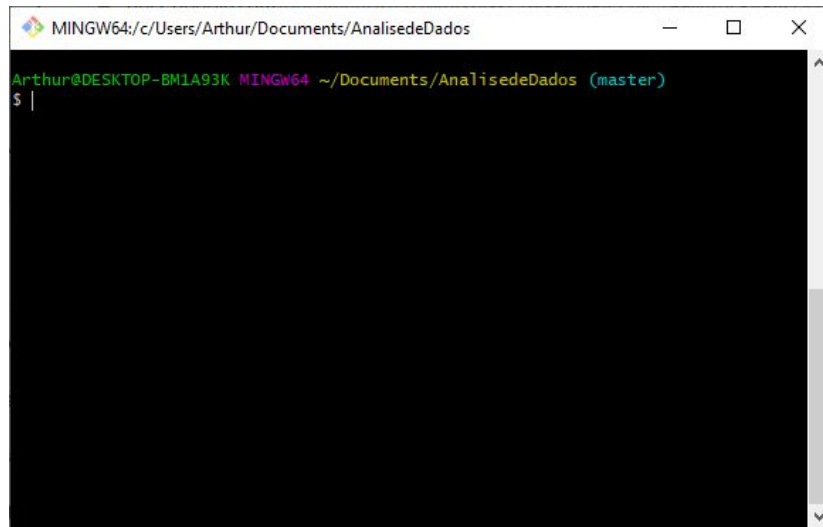 MINGW64:/c/Users/Arthur/Documents/AnalisedeDados
Arthur@DESKTOP-BM1A93K MINGW64 ~/Documents/AnalisedeDados (master)
$